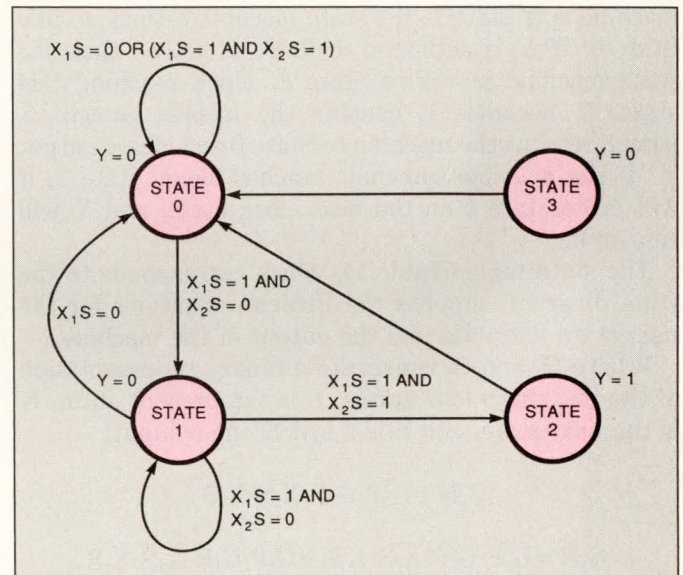 X₁S = 0 OR (X₁S = 1 AND X₂S = 1)
Y = 0
STATE
0
Y = 0
STATE
3
X₁S = 1 AND
X₂S = 0
X₁S = 0
Y = 0
STATE
1
X₁S = 1 AND
X₂S = 1
Y = 1
STATE
2
X₁S = 1 AND
X₂S = 0